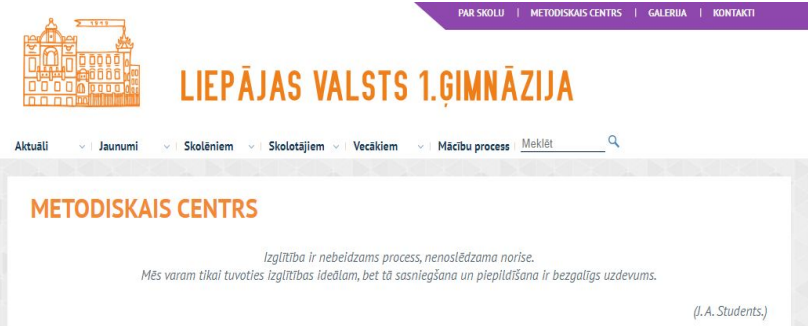 PAR SKOLU | METODISKAIS CENTRS | GALERIJA | KONTAKTI
1913
LIEPĀJAS VALSTS 1.ĢIMNĀZIJA
Aktuāli | Jaunumi | Skolēniem | Skolotājiem | Vecākiem | Mācību process | Meklēt
METODISKAIS CENTRS
Izglītība ir nebeidzams process, nenoslēdzama norise.
Mēs varam tikai tuvoties izglītības ideālam, bet tā sasniegšana un piepildīšana ir bezgalīgs uzdevums.
(J. A. Students.)